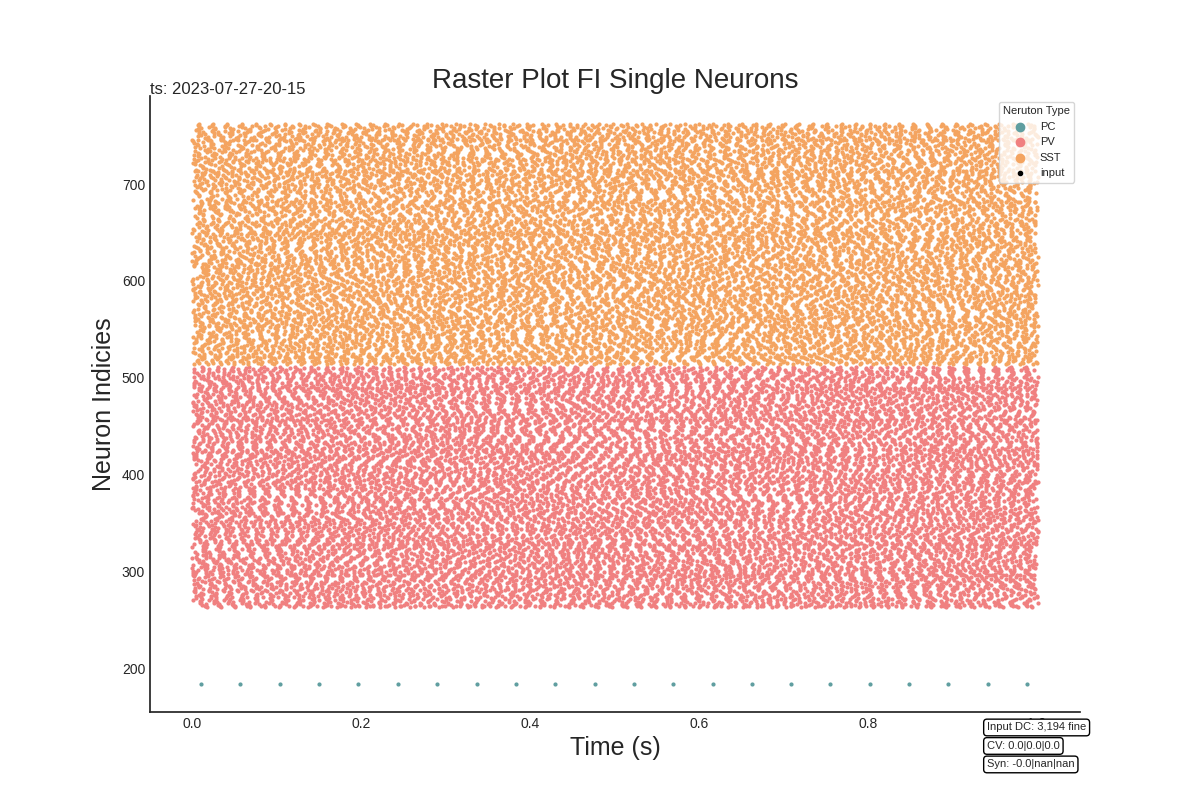 Raster Plot FI Single Neurons
ts: 2023-07-27-20-15
Neruton Type
PC
PV
SST
input
Neuron Indicies
700
600
500
400
300
200
0.0
0.2
0.4
0.6
0.8
Time (s)
Input DC: 3,194 fine
CV: 0.0|0.0|0.0
Syn: -0.0|nan|nan